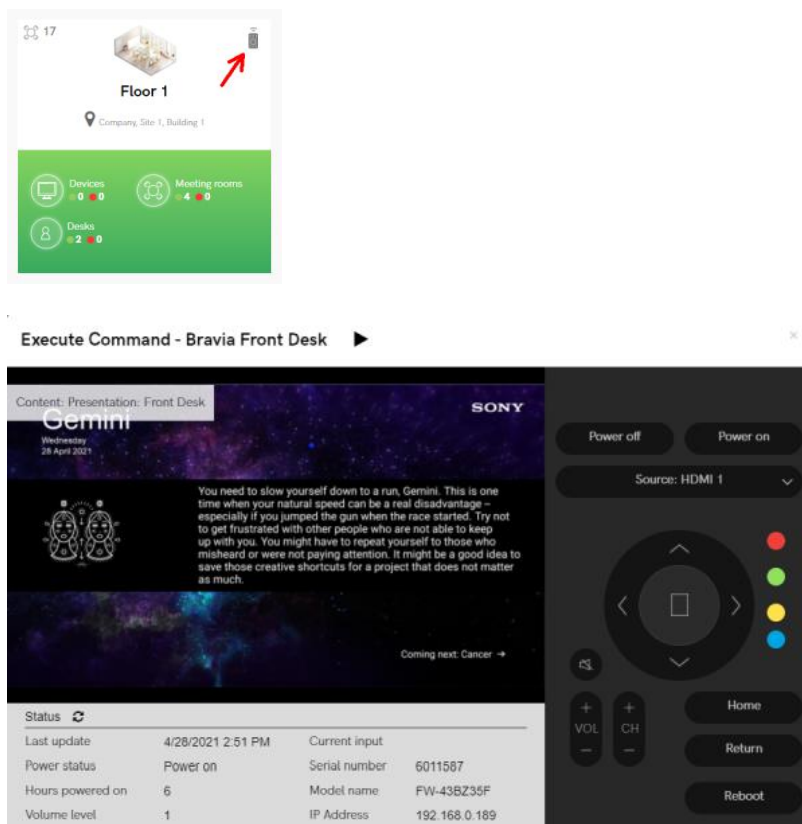 17
Floor 1
Company, Site 1, Building 1
Devices
0 0
Meeting rooms
4 0
Desks
2 0
Execute Command - Bravia Front Desk
Content: Presentation: Front Desk
Gemini
Wednesday
28 April 2021
SONY
You need to slow yourself down to a run, Gemini. This is one
time when your natural speed can be a real disadvantage –
especially if you jumped the gun when the race started. Try not
to get frustrated with other people who are not able to keep
up with you. You might have to repeat yourself to those who
misheard or were not paying attention. It might be a good idea to
save those creative shortcuts for a project that does not matter
as much.
Coming next: Cancer →
Status
Last update 4/28/2021 2:51 PM Current input
Power status Power on Serial number 6011587
Hours powered on 6 Model name FW-43BZ35F
Volume level 1 IP Address 192.168.0.189
Power off Power on
Source: HDMI 1
+ +
VOL CH
– –
Home
Return
Reboot